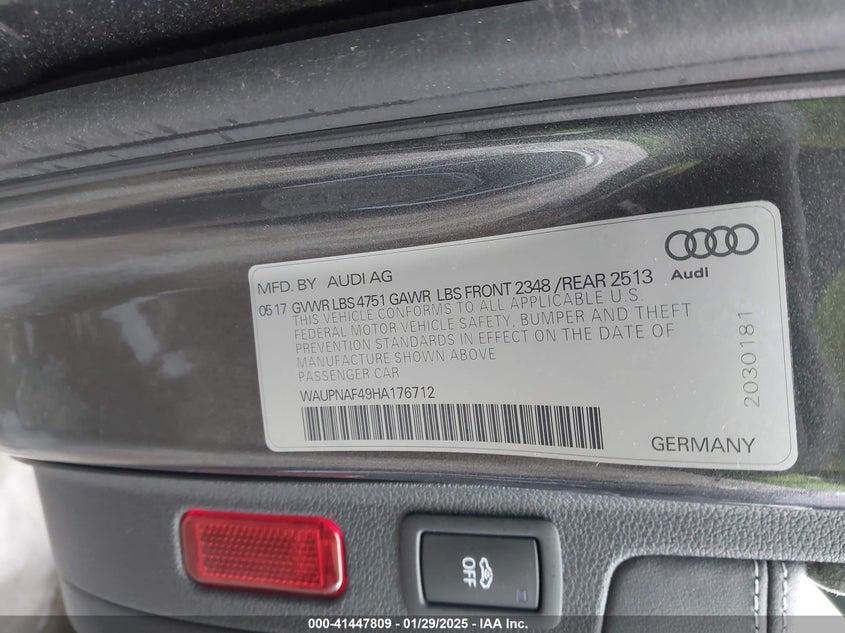 MFD. BY AUDI AG
0517 GVWR LBS 4751 GAWR LBS FRONT 2348 /REAR 2513
THIS VEHICLE CONFORMS TO ALL APPLICABLE U.S.
FEDERAL MOTOR VEHICLE SAFETY, BUMPER AND THEFT
PREVENTION STANDARDS IN EFFECT ON THE DATE OF
MANUFACTURE SHOWN ABOVE
PASSENGER CAR
WAUPNAF49HA176712
Audi
2030181
GERMANY
OFF
000-41447809 - 01/29/2025 - IAA Inc.